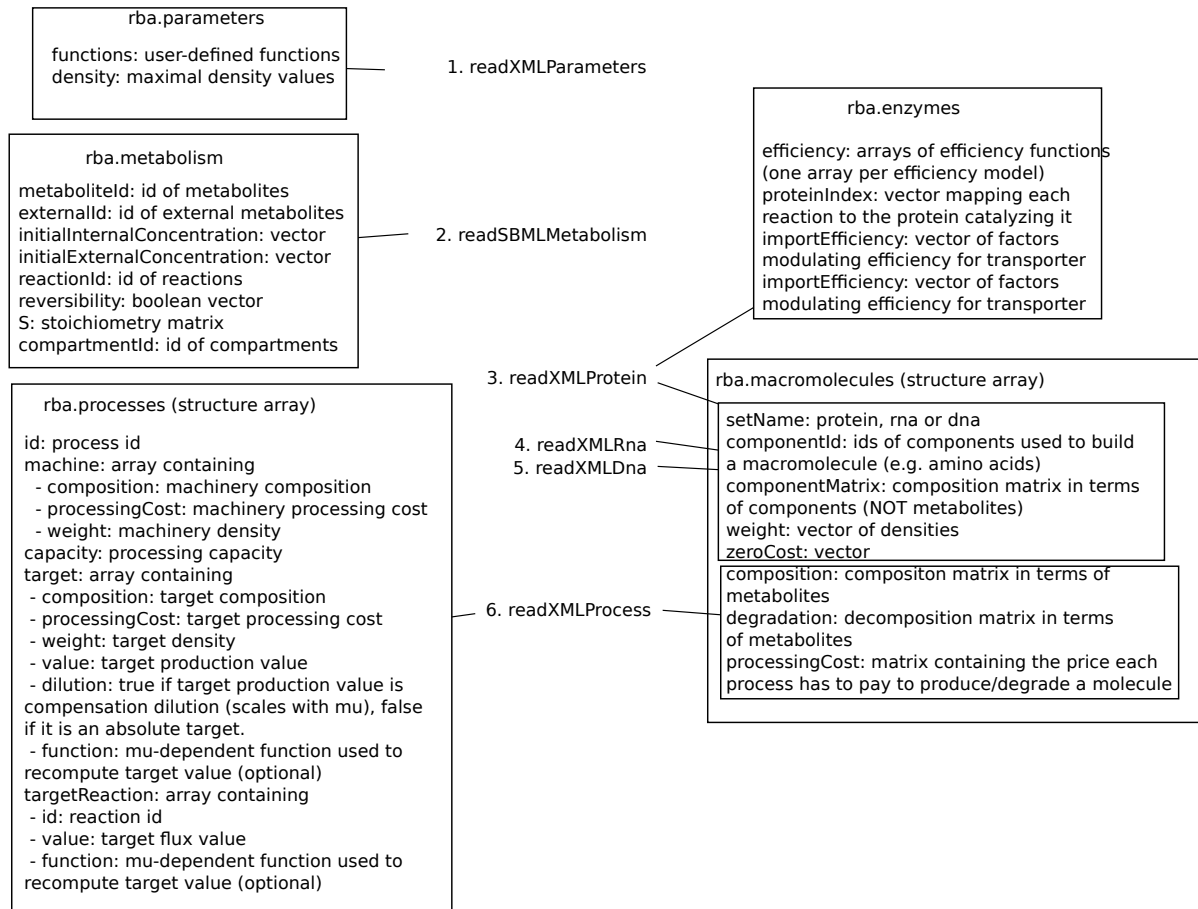 rba.parameters
functions: user-defined functions
density: maximal density values
1. readXMLParameters
rba.metabolism
metaboliteId: id of metabolites
externalId: id of external metabolites
initialInternalConcentration: vector
initialExternalConcentration: vector
reactionId: id of reactions
reversibility: boolean vector
S: stoichiometry matrix
compartmentId: id of compartments
2. readSBMLMetabolism
rba.enzymes
efficiency: arrays of efficiency functions
(one array per efficiency model)
proteinIndex: vector mapping each
reaction to the protein catalyzing it
importEfficiency: vector of factors
modulating efficiency for transporter
importEfficiency: vector of factors
modulating efficiency for transporter
3. readXMLProtein
4. readXMLRna
5. readXMLDna
rba.macromolecules (structure array)
setName: protein, rna or dna
componentId: ids of components used to build
a macromolecule (e.g. amino acids)
componentMatrix: composition matrix in terms
of components (NOT metabolites)
weight: vector of densities
zeroCost: vector
composition: compositon matrix in terms of
metabolites
degradation: decomposition matrix in terms
of metabolites
processingCost: matrix containing the price each
process has to pay to produce/degrade a molecule
6. readXMLProcess
rba.processes (structure array)
id: process id
machine: array containing
- composition: machinery composition
- processingCost: machinery processing cost
- weight: machinery density
capacity: processing capacity
target: array containing
- composition: target composition
- processingCost: target processing cost
- weight: target density
- value: target production value
- dilution: true if target production value is
compensation dilution (scales with mu), false
if it is an absolute target.
- function: mu-dependent function used to
recompute target value (optional)
targetReaction: array containing
- id: reaction id
- value: target flux value
- function: mu-dependent function used to
recompute target value (optional)